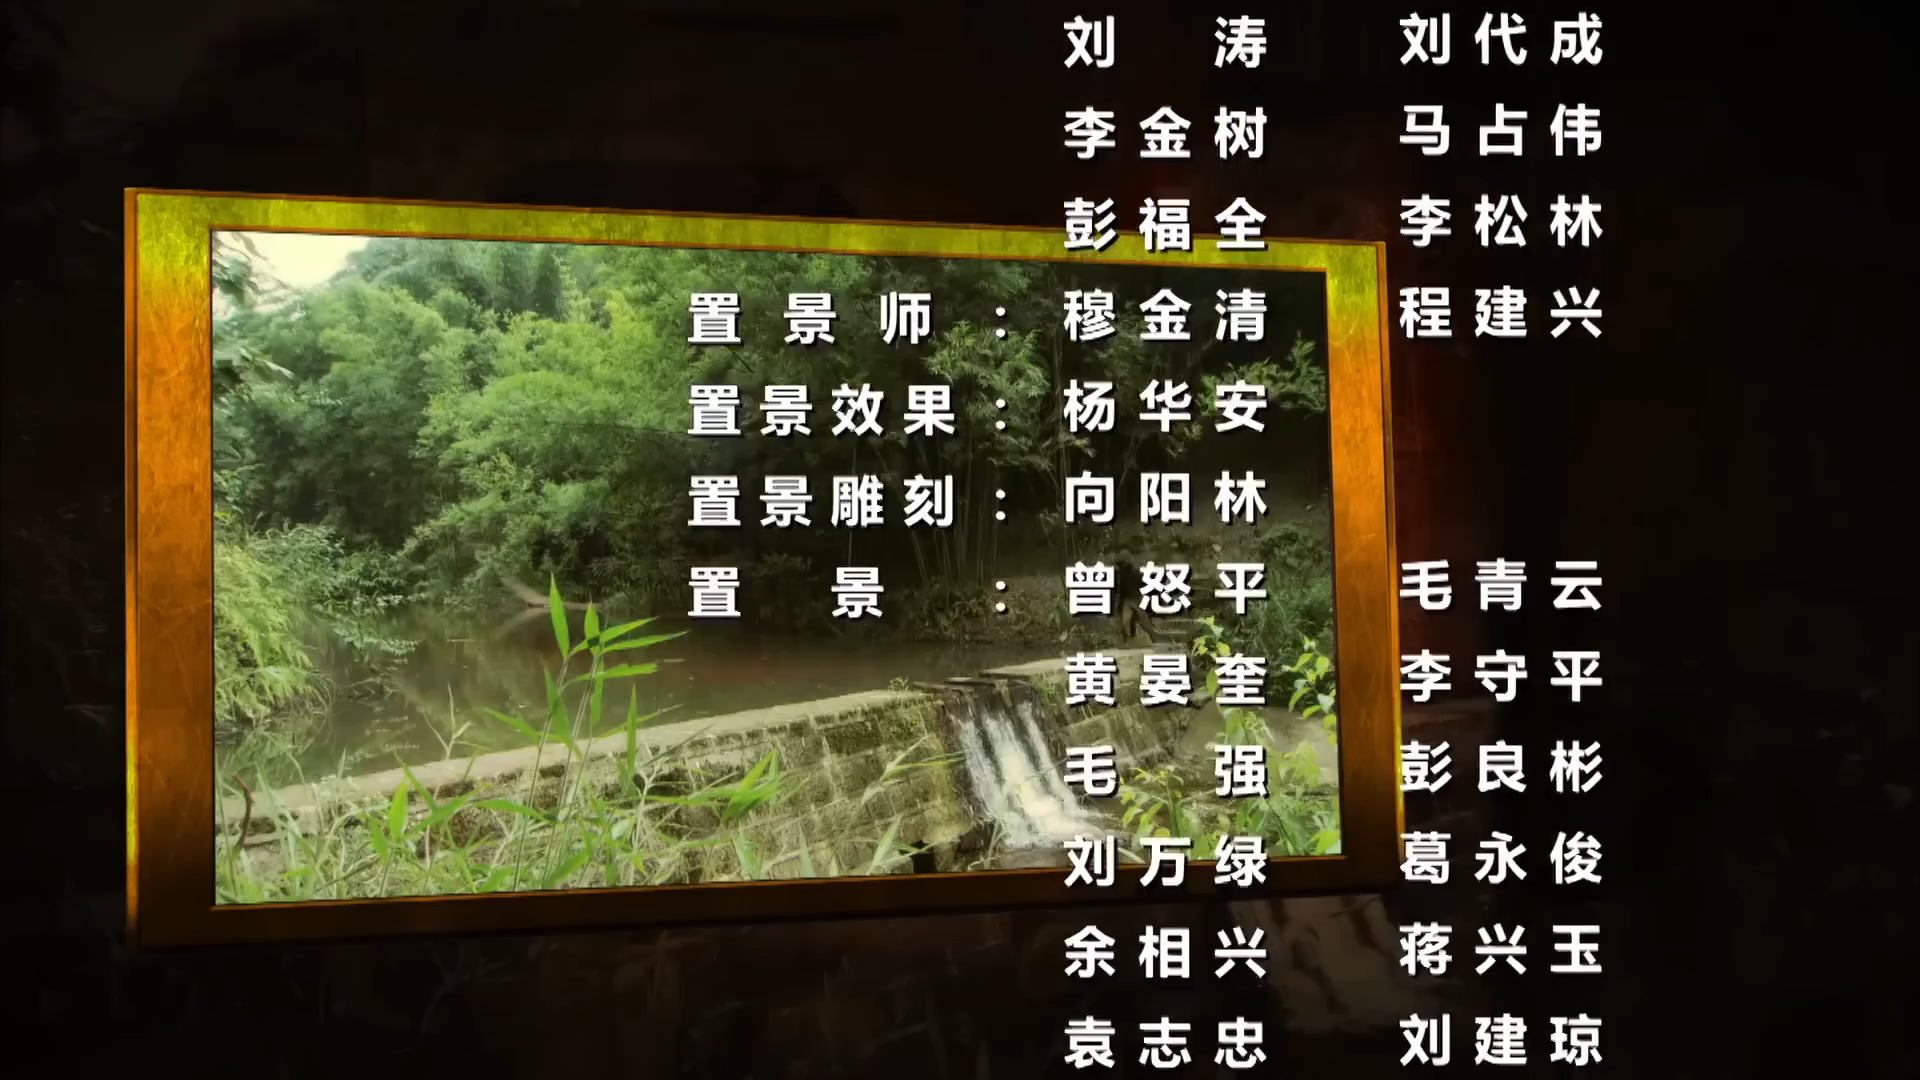 刘 涛 刘代成
李金树 马占伟
彭福全 李松林
置景师：穆金清 程建兴
置景效果：杨华安
置景雕刻：向阳林
置景：曾怒平 毛青云
黄晏奎 李守平
毛强 彭良彬
刘万绿 葛永俊
余相兴 蒋兴玉
袁志忠 刘建琼